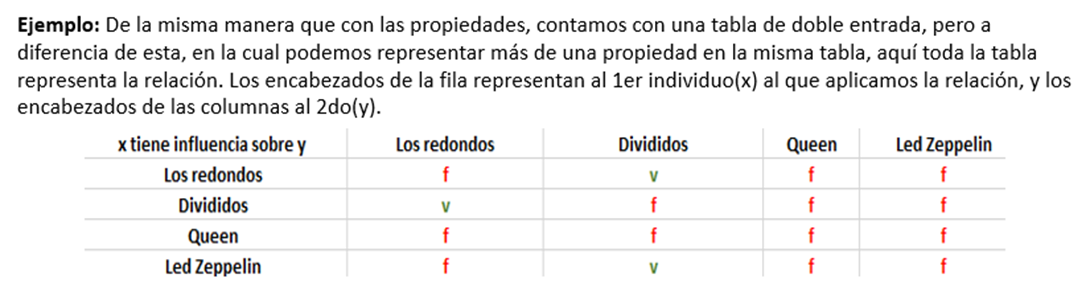 Ejemplo: De la misma manera que con las propiedades, contamos con una tabla de doble entrada, pero a
diferencia de esta, en la cual podemos representar más de una propiedad en la misma tabla, aquí toda la tabla
representa la relación. Los encabezados de la fila representan al 1er individuo(x) al que aplicamos la relación, y los
encabezados de las columnas al 2do(y).
x tiene influencia sobre y Los redondos Divididos Queen Led Zeppelin
Los redondos f v f f
Divididos v f f f
Queen f f f f
Led Zeppelin f v f f